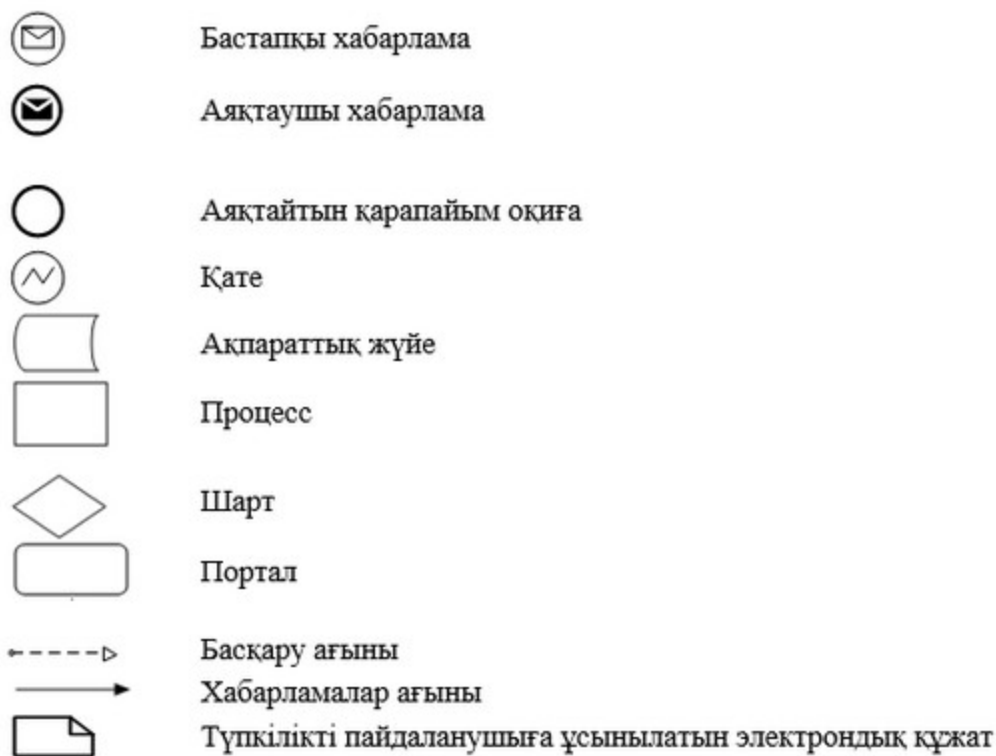 Бастапқы хабарлама
Аяқтаушы хабарлама
Аяқтайтын қарапайым оқиға
Қате
Ақпараттық жүйе
Процесс
Шарт
Портал
Басқару ағыны
Хабарламалар ағыны
Түпкілікті пайдаланушыға ұсынылатын электрондық құжат